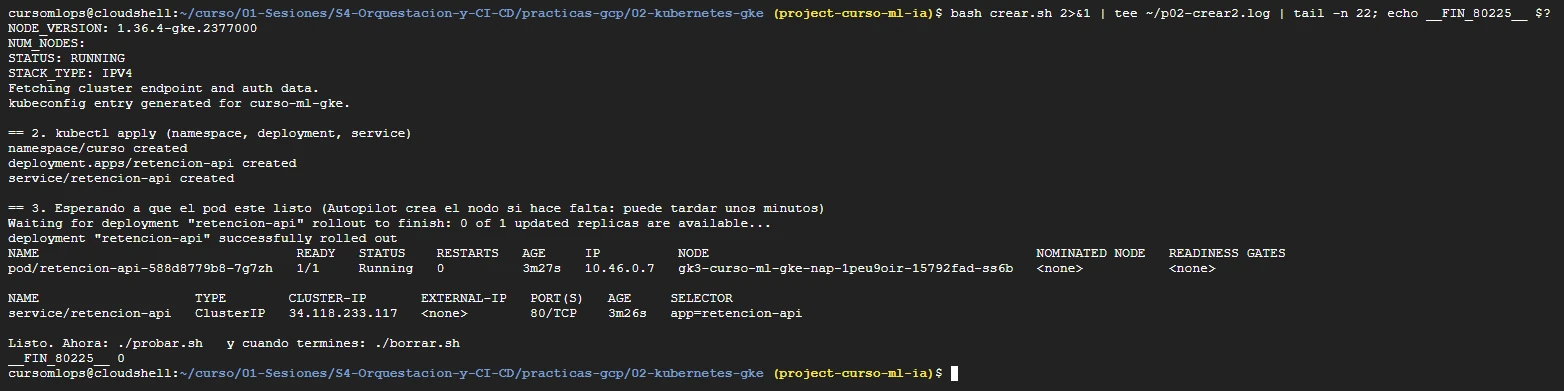 cursomlops@cloudshell:~/curso/01-Sesiones/S4-Orquestacion-y-CI-CD/practicas-gcp/02-kubernetes-gke (project-curso-ml-ia)$ bash crear.sh 2>&1 | tee ~/p02-crear2.log | tail -n 22; echo __FIN_80225__ $?
NODE_VERSION: 1.36.4-gke.2377000
NUM_NODES:
STATUS: RUNNING
STACK_TYPE: IPV4
Fetching cluster endpoint and auth data.
kubeconfig entry generated for curso-ml-gke.

== 2. kubectl apply (namespace, deployment, service)
namespace/curso created
deployment.apps/retencion-api created
service/retencion-api created

== 3. Esperando a que el pod este listo (Autopilot crea el nodo si hace falta: puede tardar unos minutos)
Waiting for deployment "retencion-api" rollout to finish: 0 of 1 updated replicas are available...
deployment "retencion-api" successfully rolled out
NAME READY STATUS RESTARTS AGE IP NODE NOMINATED NODE READINESS GATES
pod/retencion-api-588d8779b8-7g7zh 1/1 Running 0 3m27s 10.46.0.7 gk3-curso-ml-gke-nap-1peu9oir-15792fad-ss6b <none> <none>

NAME TYPE CLUSTER-IP EXTERNAL-IP PORT(S) AGE SELECTOR
service/retencion-api ClusterIP 34.118.233.117 <none> 80/TCP 3m26s app=retencion-api

Listo. Ahora: ./probar.sh y cuando termines: ./borrar.sh
__FIN_80225__ 0
cursomlops@cloudshell:~/curso/01-Sesiones/S4-Orquestacion-y-CI-CD/practicas-gcp/02-kubernetes-gke (project-curso-ml-ia)$